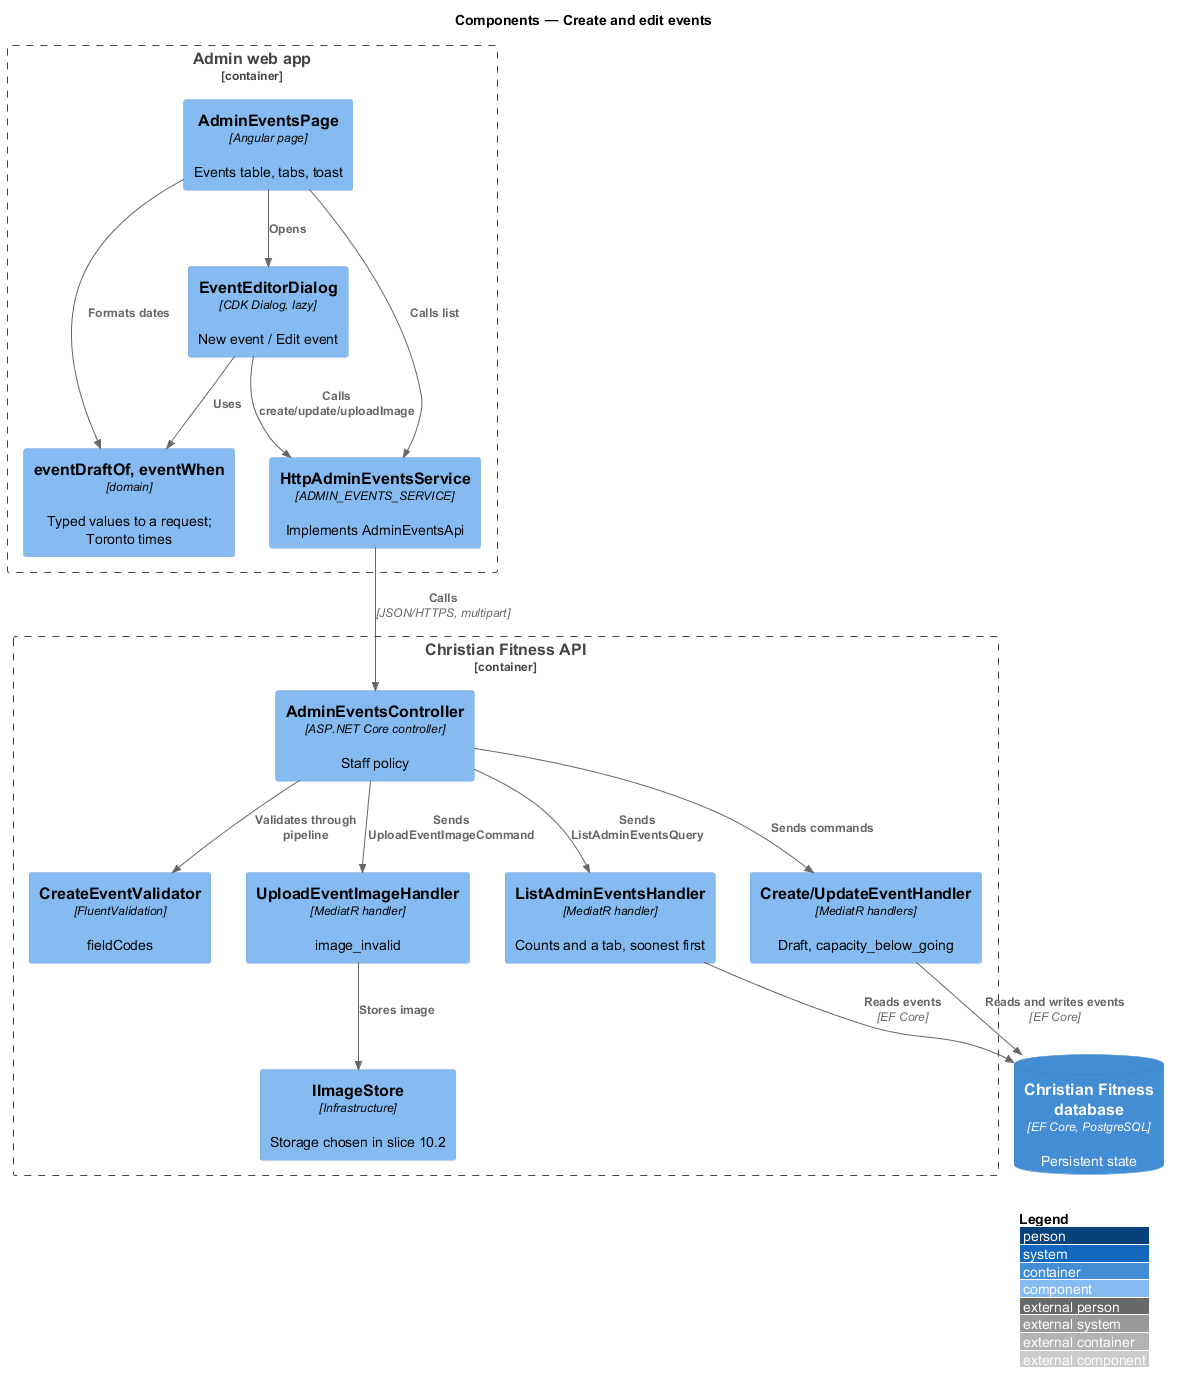 Components — Create and edit events
Admin web app
[container]
AdminEventsPage
[Angular page]
Events table, tabs, toast
Opens
EventEditorDialog
[CDK Dialog, lazy]
New event / Edit event
Formats dates
Calls list
Uses
Calls
create/update/uploadImage
eventDraftOf, eventWhen
[domain]
Typed values to a request;
Toronto times
HttpAdminEventsService
[ADMIN_EVENTS_SERVICE]
Implements AdminEventsApi
Calls
[JSON/HTTPS, multipart]
Christian Fitness API
[container]
AdminEventsController
[ASP.NET Core controller]
Staff policy
Validates through
pipeline
Sends
UploadEventImageCommand
Sends
ListAdminEventsQuery
Sends commands
CreateEventValidator
[FluentValidation]
fieldCodes
UploadEventImageHandler
[MediatR handler]
image_invalid
ListAdminEventsHandler
[MediatR handler]
Counts and a tab, soonest first
Create/UpdateEventHandler
[MediatR handlers]
Draft, capacity_below_going
Stores image
Reads events
[EF Core]
Reads and writes events
[EF Core]
IImageStore
[Infrastructure]
Storage chosen in slice 10.2
Christian Fitness
database
[EF Core, PostgreSQL]
Persistent state
Legend
person
system
container
component
external person
external system
external container
external component